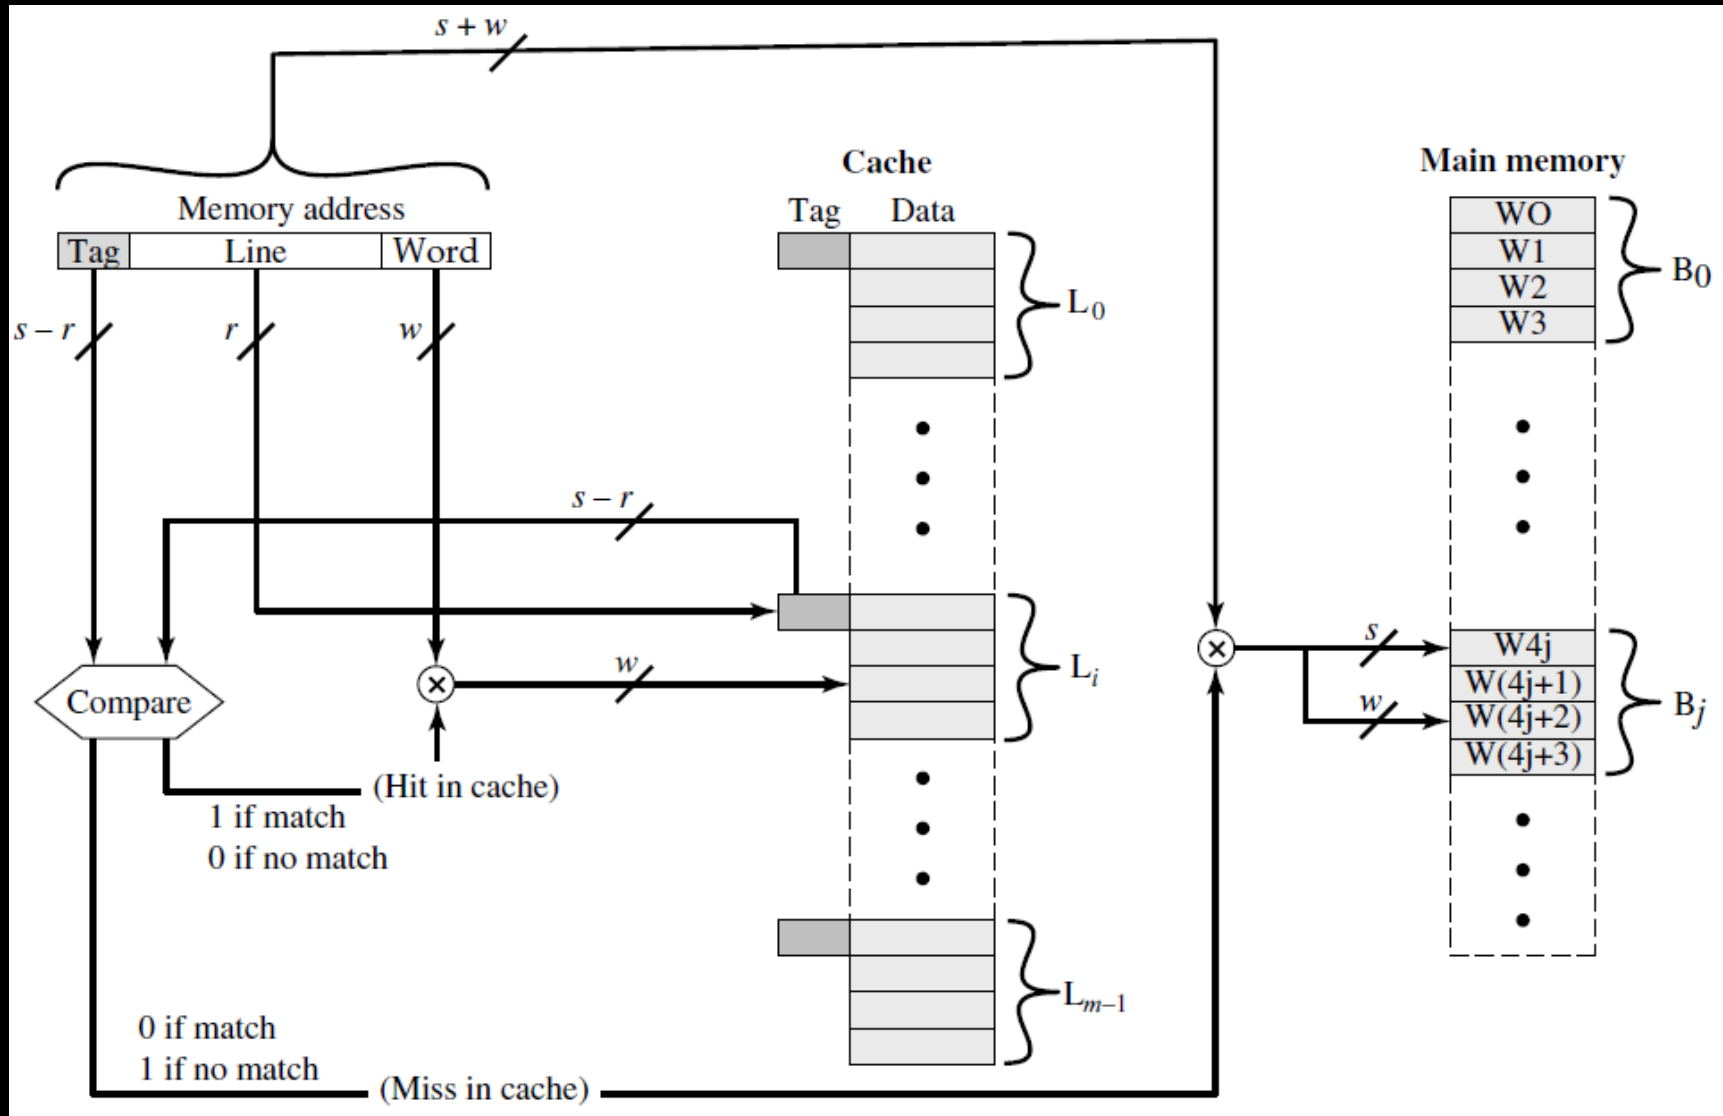 s + w
Cache
Main memory
Memory address
Tag Data
Tag Line Word
WO
W1
W2
W3
B0
L0
s – r
r
w
s – r
s
W4j
W(4j+1)
W(4j+2)
W(4j+3)
Bj
w
w
Li
Compare
(Hit in cache)
1 if match
0 if no match
Lm–1
0 if match
1 if no match
(Miss in cache)